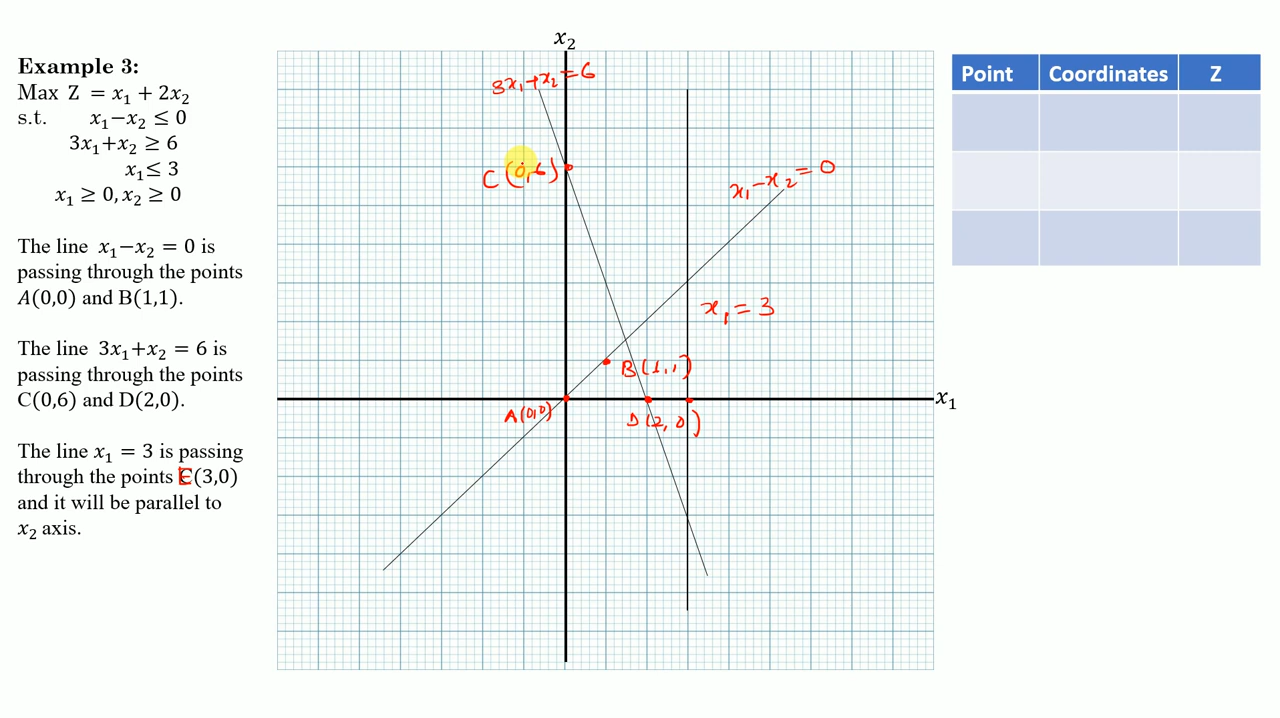 Example 3:
Max Z = x₁ + 2x₂
s.t. x₁−x₂ ≤ 0
3x₁+x₂ ≥ 6
x₁≤ 3
x₁ ≥ 0, x₂ ≥ 0
The line x₁−x₂ = 0 is
passing through the points
A(0,0) and B(1,1).
The line 3x₁+x₂ = 6 is
passing through the points
C(0,6) and D(2,0).
The line x₁ = 3 is passing
through the points E(3,0)
and it will be parallel to
x₂ axis.
x₂
3x₁+x₂=6
C (0,6)
x₁−x₂=0
x₁=3
B(1,1)
x₁
A(0,0)
D(2,0)
Point Coordinates Z